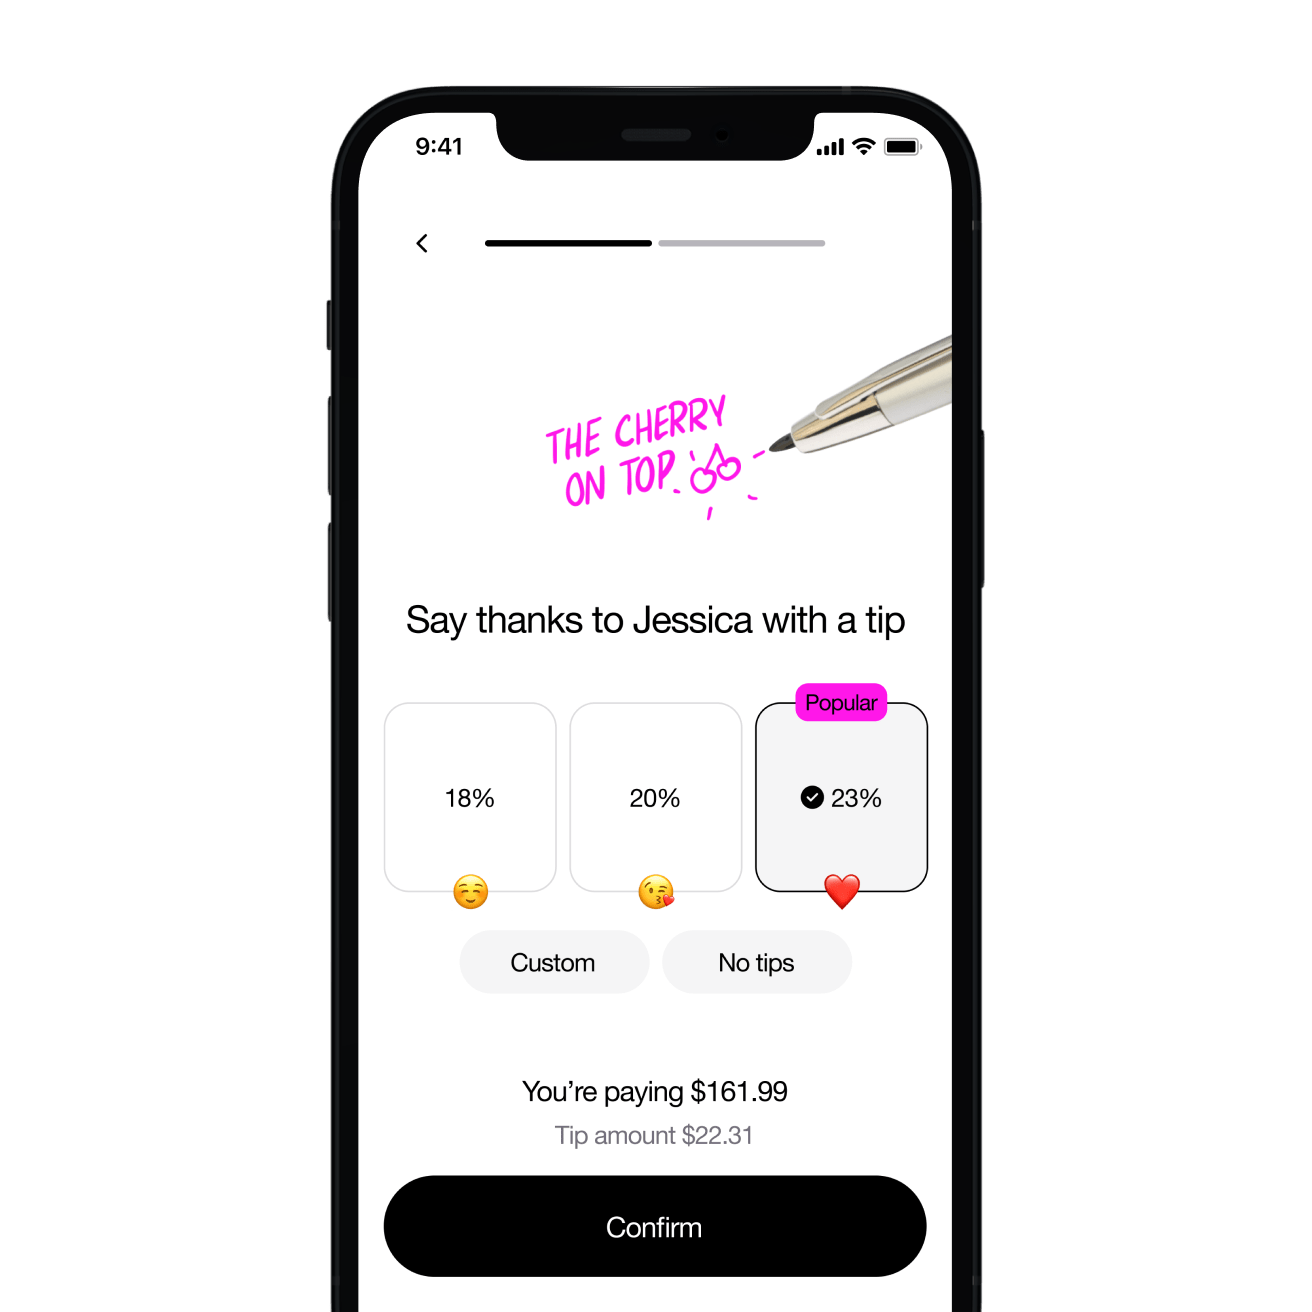 9:41
THE CHERRY
ON TOP.
Say thanks to Jessica with a tip
Popular
18%
20%
23%
Custom
No tips
You’re paying $161.99
Tip amount $22.31
Confirm